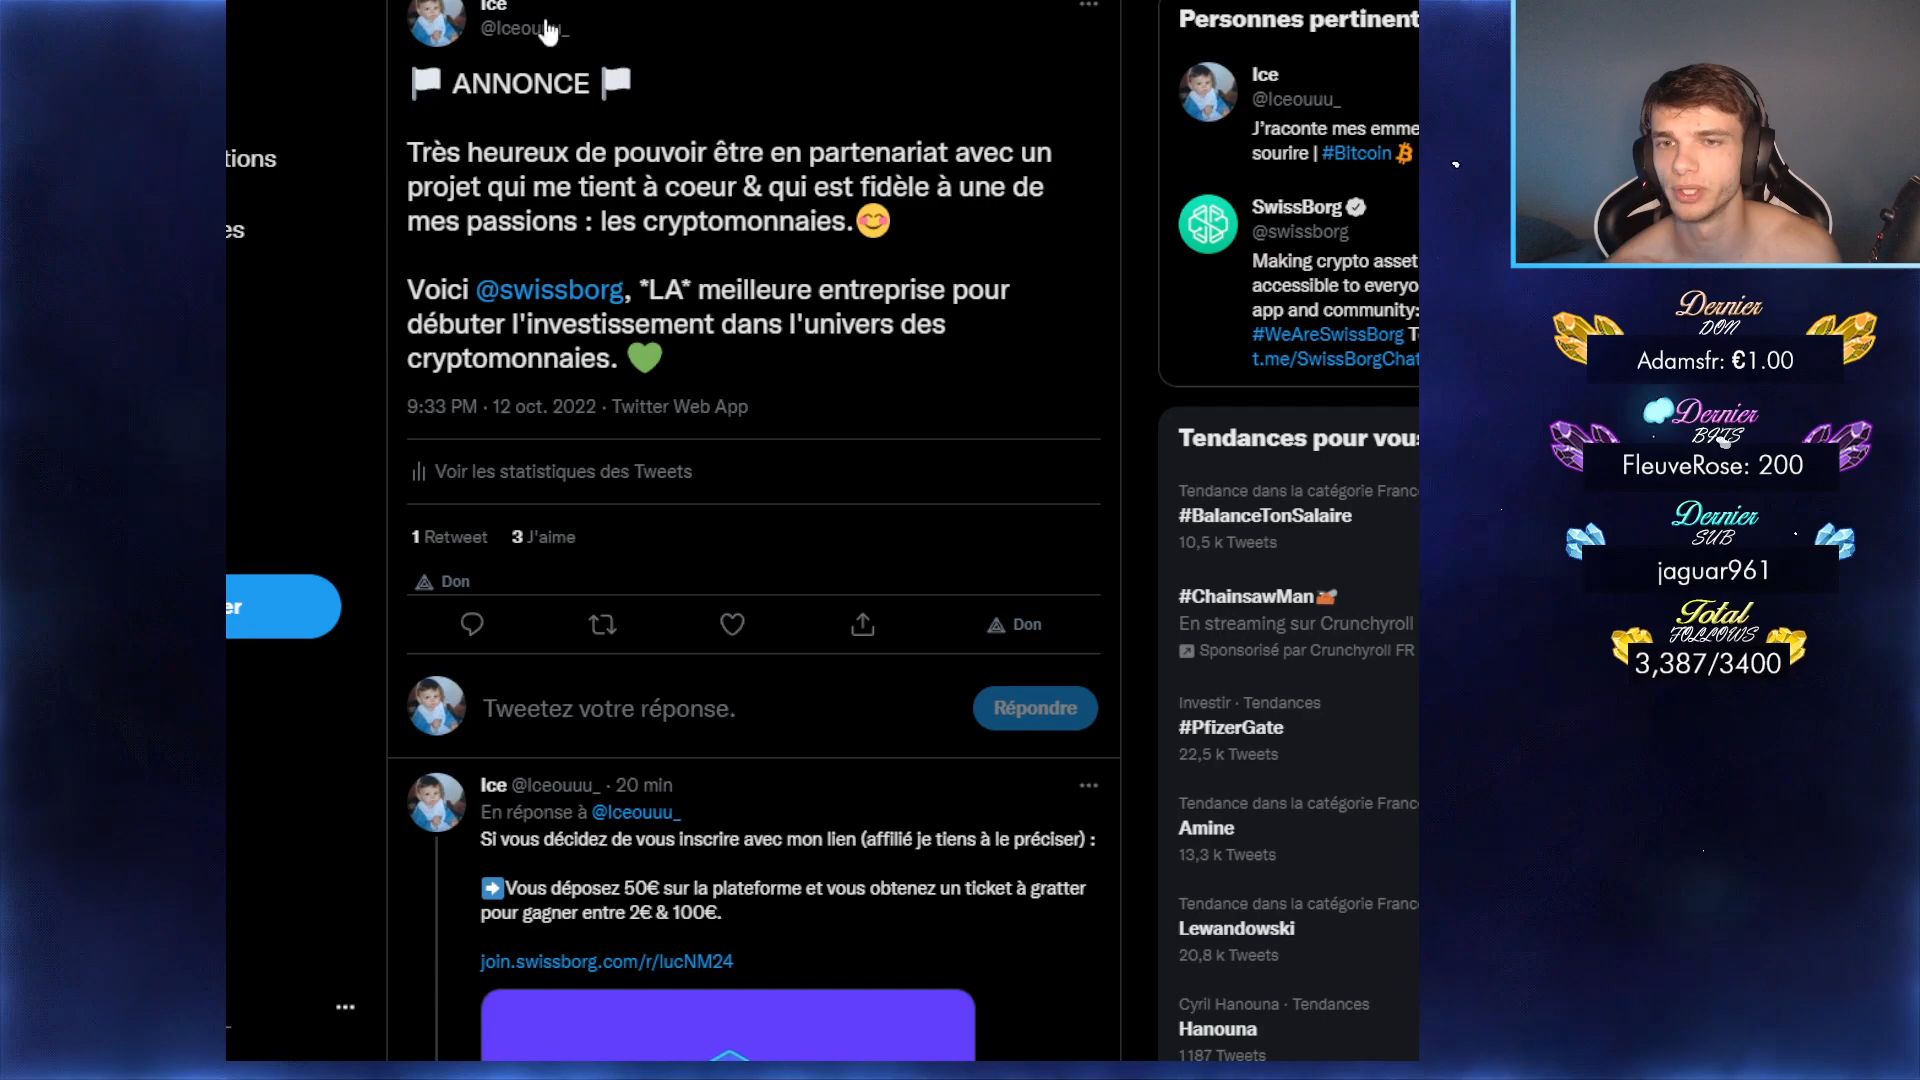 Ice
@Iceouuu_
ANNONCE
Très heureux de pouvoir être en partenariat avec un
projet qui me tient à coeur & qui est fidèle à une de
mes passions : les cryptomonnaies.😊
Voici @swissborg, *LA* meilleure entreprise pour
débuter l'investissement dans l'univers des
cryptomonnaies. 💚
9:33 PM · 12 oct. 2022 · Twitter Web App
Voir les statistiques des Tweets
1 Retweet 3 J'aime
Don
Don
Tweetez votre réponse.
Répondre
Ice @Iceouuu_ · 20 min
En réponse à @Iceouuu_
Si vous décidez de vous inscrire avec mon lien (affilié je tiens à le préciser) :
➡Vous déposez 50€ sur la plateforme et vous obtenez un ticket à gratter
pour gagner entre 2€ & 100€.
join.swissborg.com/r/lucNM24
tions
es
er
Personnes pertinent
Ice
@Iceouuu_
J'raconte mes emme
sourire | #Bitcoin
SwissBorg
@swissborg
Making crypto asset
accessible to everyo
app and community:
#WeAreSwissBorg T
t.me/SwissBorgChat
Tendances pour vous
Tendance dans la catégorie France
#BalanceTonSalaire
10,5 k Tweets
#ChainsawMan
En streaming sur Crunchyroll
Sponsorisé par Crunchyroll FR
Investir · Tendances
#PfizerGate
22,5 k Tweets
Tendance dans la catégorie France
Amine
13,3 k Tweets
Tendance dans la catégorie France
Lewandowski
20,8 k Tweets
Cyril Hanouna · Tendances
Hanouna
1187 Tweets
Dernier
DON
Adamsfr: €1.00
Dernier
BITS
FleuveRose: 200
Dernier
SUB
jaguar961
Total
FOLLOWS
3,387/3400